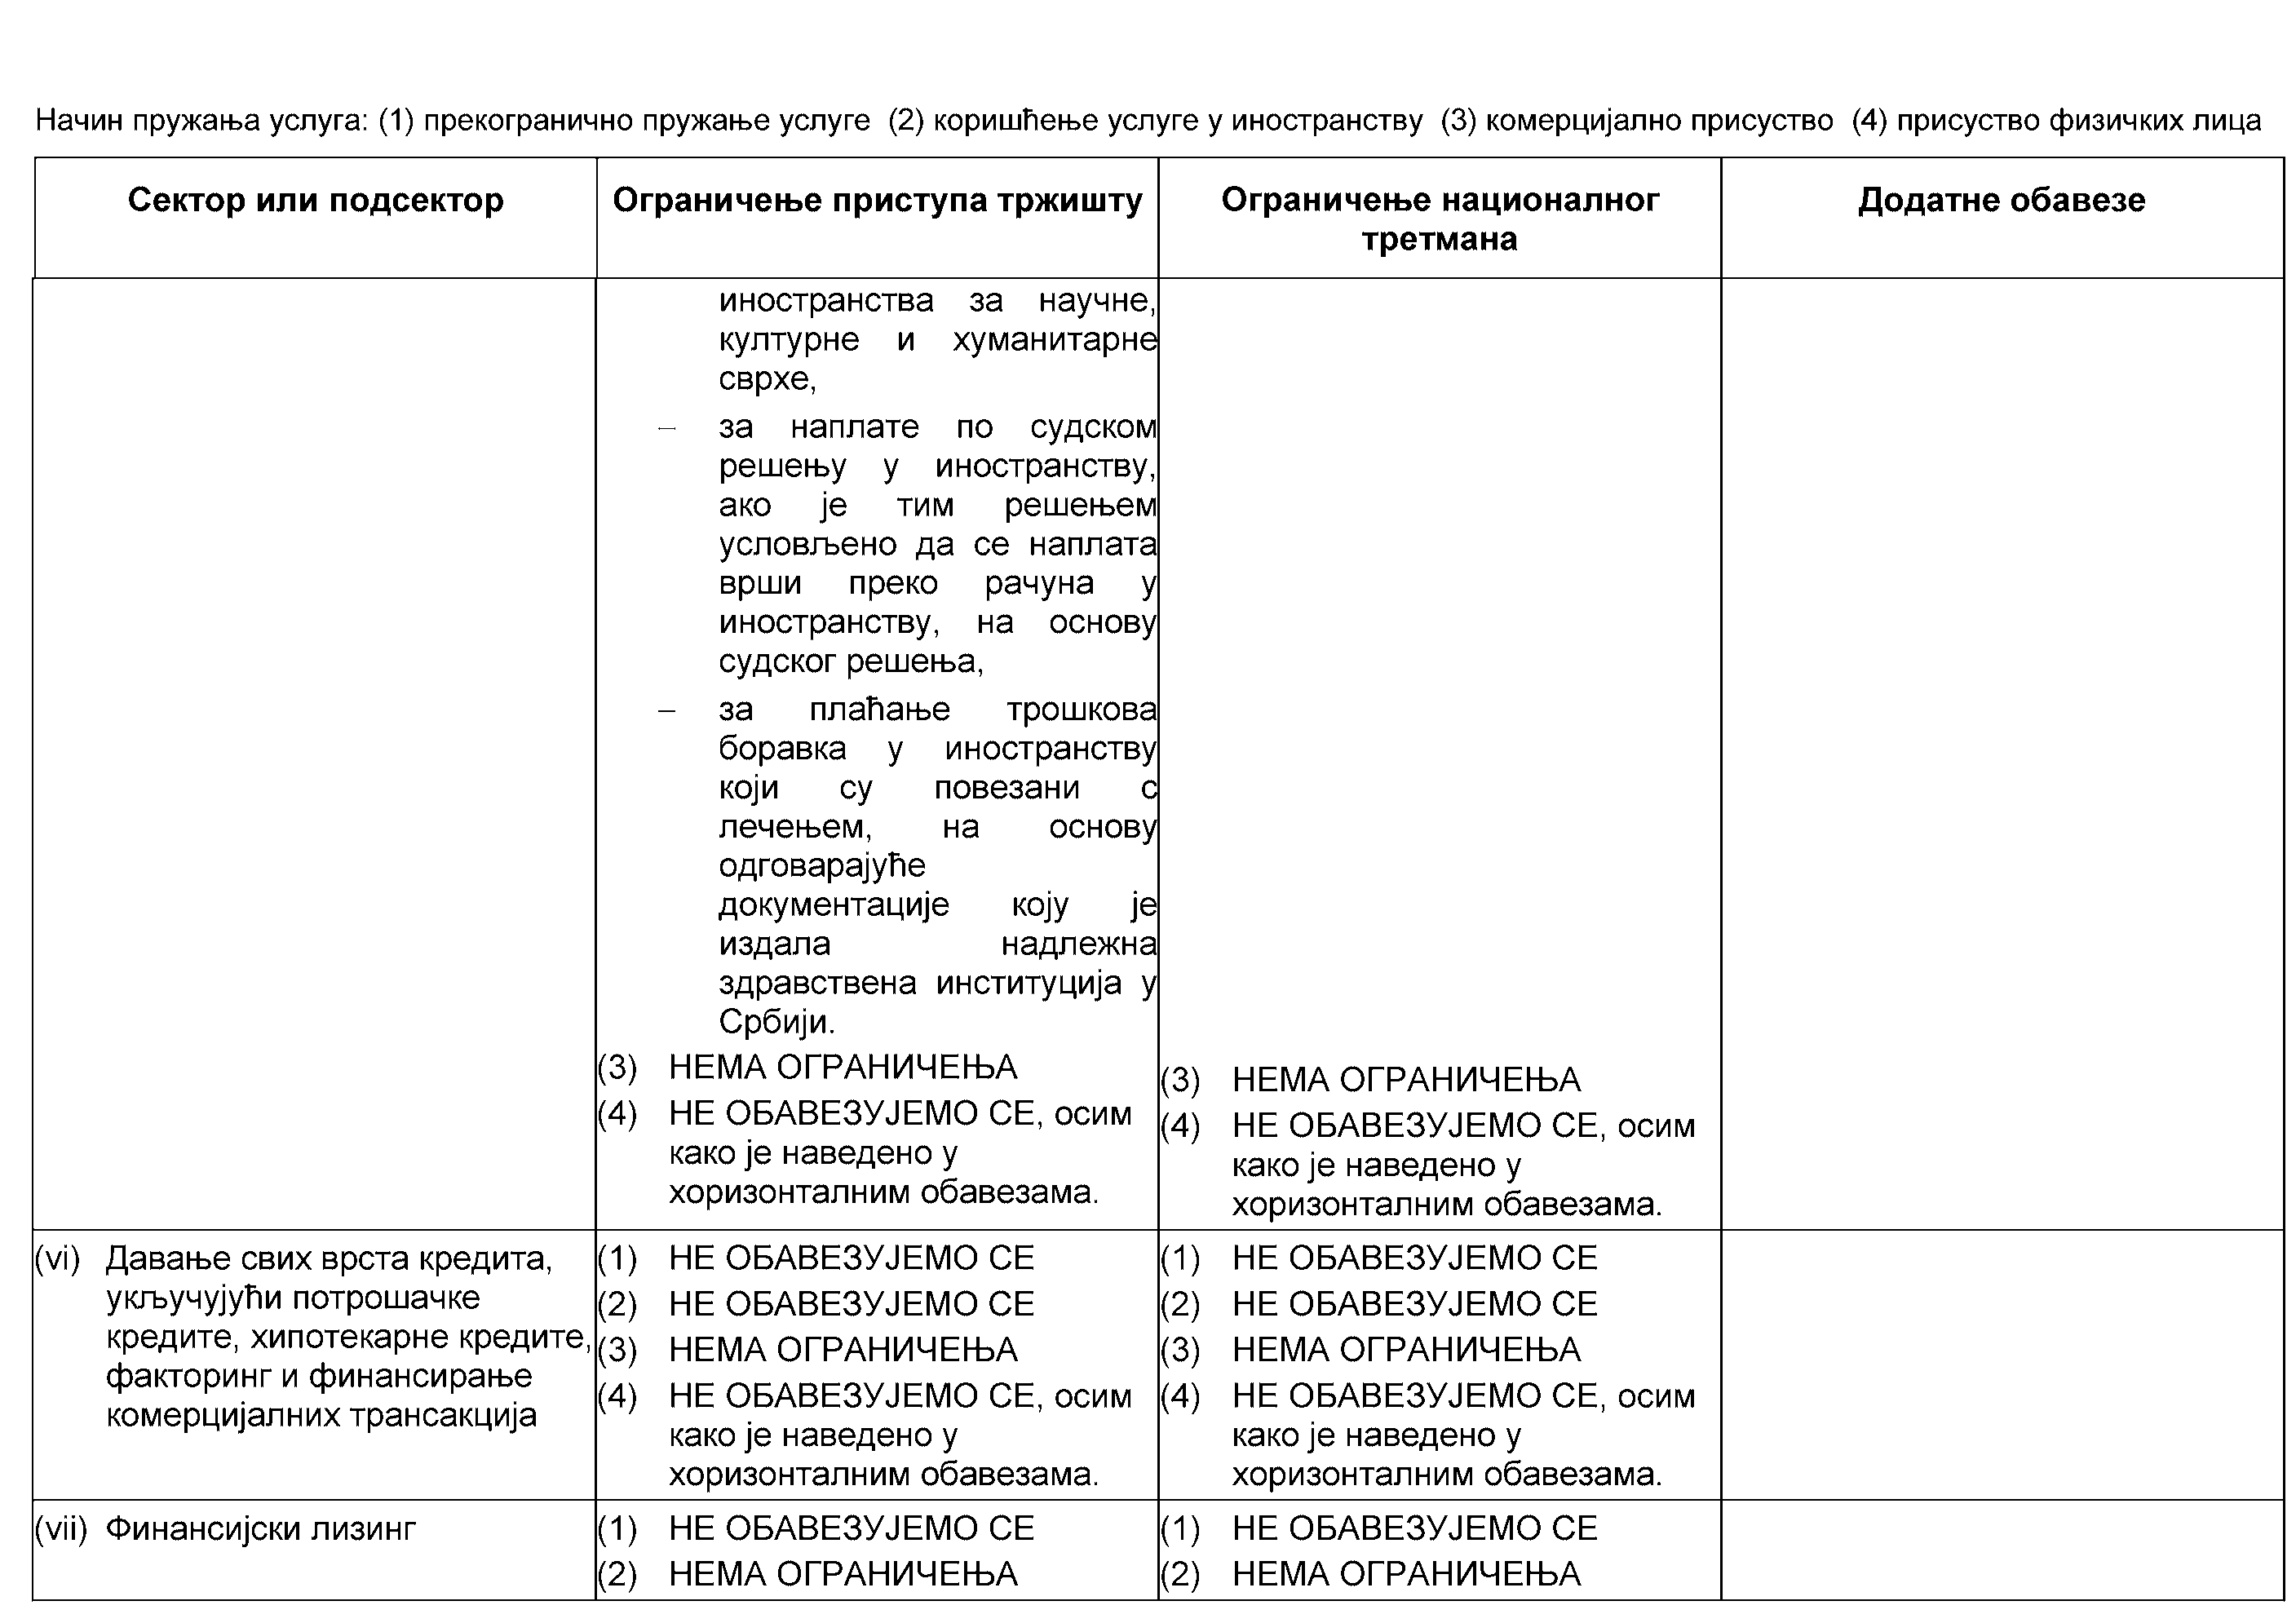 Начин пружања услуга: (1) прекогранично пружање услуге (2) коришћење услуге у иностранству (3) комерцијално присуство (4) присуство физичких лица
Сектор или подсектор
Ограничење приступа тржишту
Ограничење националног
третмана
Додатне обавезе
иностранства за научне,
културне и хуманитарне
сврхе,
– за наплате по судском
решењу у иностранству,
ако је тим решењем
условљено да се наплата
врши преко рачуна у
иностранству, на основу
судског решења,
– за плаћање трошкова
боравка у иностранству
који су повезани с
лечењем, на основу
одговарајуће
документације коју је
издала надлежна
здравствена институција у
Србији.
(3) НЕМА ОГРАНИЧЕЊА
(4) НЕ ОБАВЕЗУЈЕМО СЕ, осим
како је наведено у
хоризонталним обавезама.
(3) НЕМА ОГРАНИЧЕЊА
(4) НЕ ОБАВЕЗУЈЕМО СЕ, осим
како је наведено у
хоризонталним обавезама.
(vi) Давање свих врста кредита,
укључујући потрошачке
кредите, хипотекарне кредите,
факторинг и финансирање
комерцијалних трансакција
(1) НЕ ОБАВЕЗУЈЕМО СЕ
(2) НЕ ОБАВЕЗУЈЕМО СЕ
(3) НЕМА ОГРАНИЧЕЊА
(4) НЕ ОБАВЕЗУЈЕМО СЕ, осим
како је наведено у
хоризонталним обавезама.
(1) НЕ ОБАВЕЗУЈЕМО СЕ
(2) НЕ ОБАВЕЗУЈЕМО СЕ
(3) НЕМА ОГРАНИЧЕЊА
(4) НЕ ОБАВЕЗУЈЕМО СЕ, осим
како је наведено у
хоризонталним обавезама.
(vii) Финансијски лизинг
(1) НЕ ОБАВЕЗУЈЕМО СЕ
(2) НЕМА ОГРАНИЧЕЊА
(1) НЕ ОБАВЕЗУЈЕМО СЕ
(2) НЕМА ОГРАНИЧЕЊА